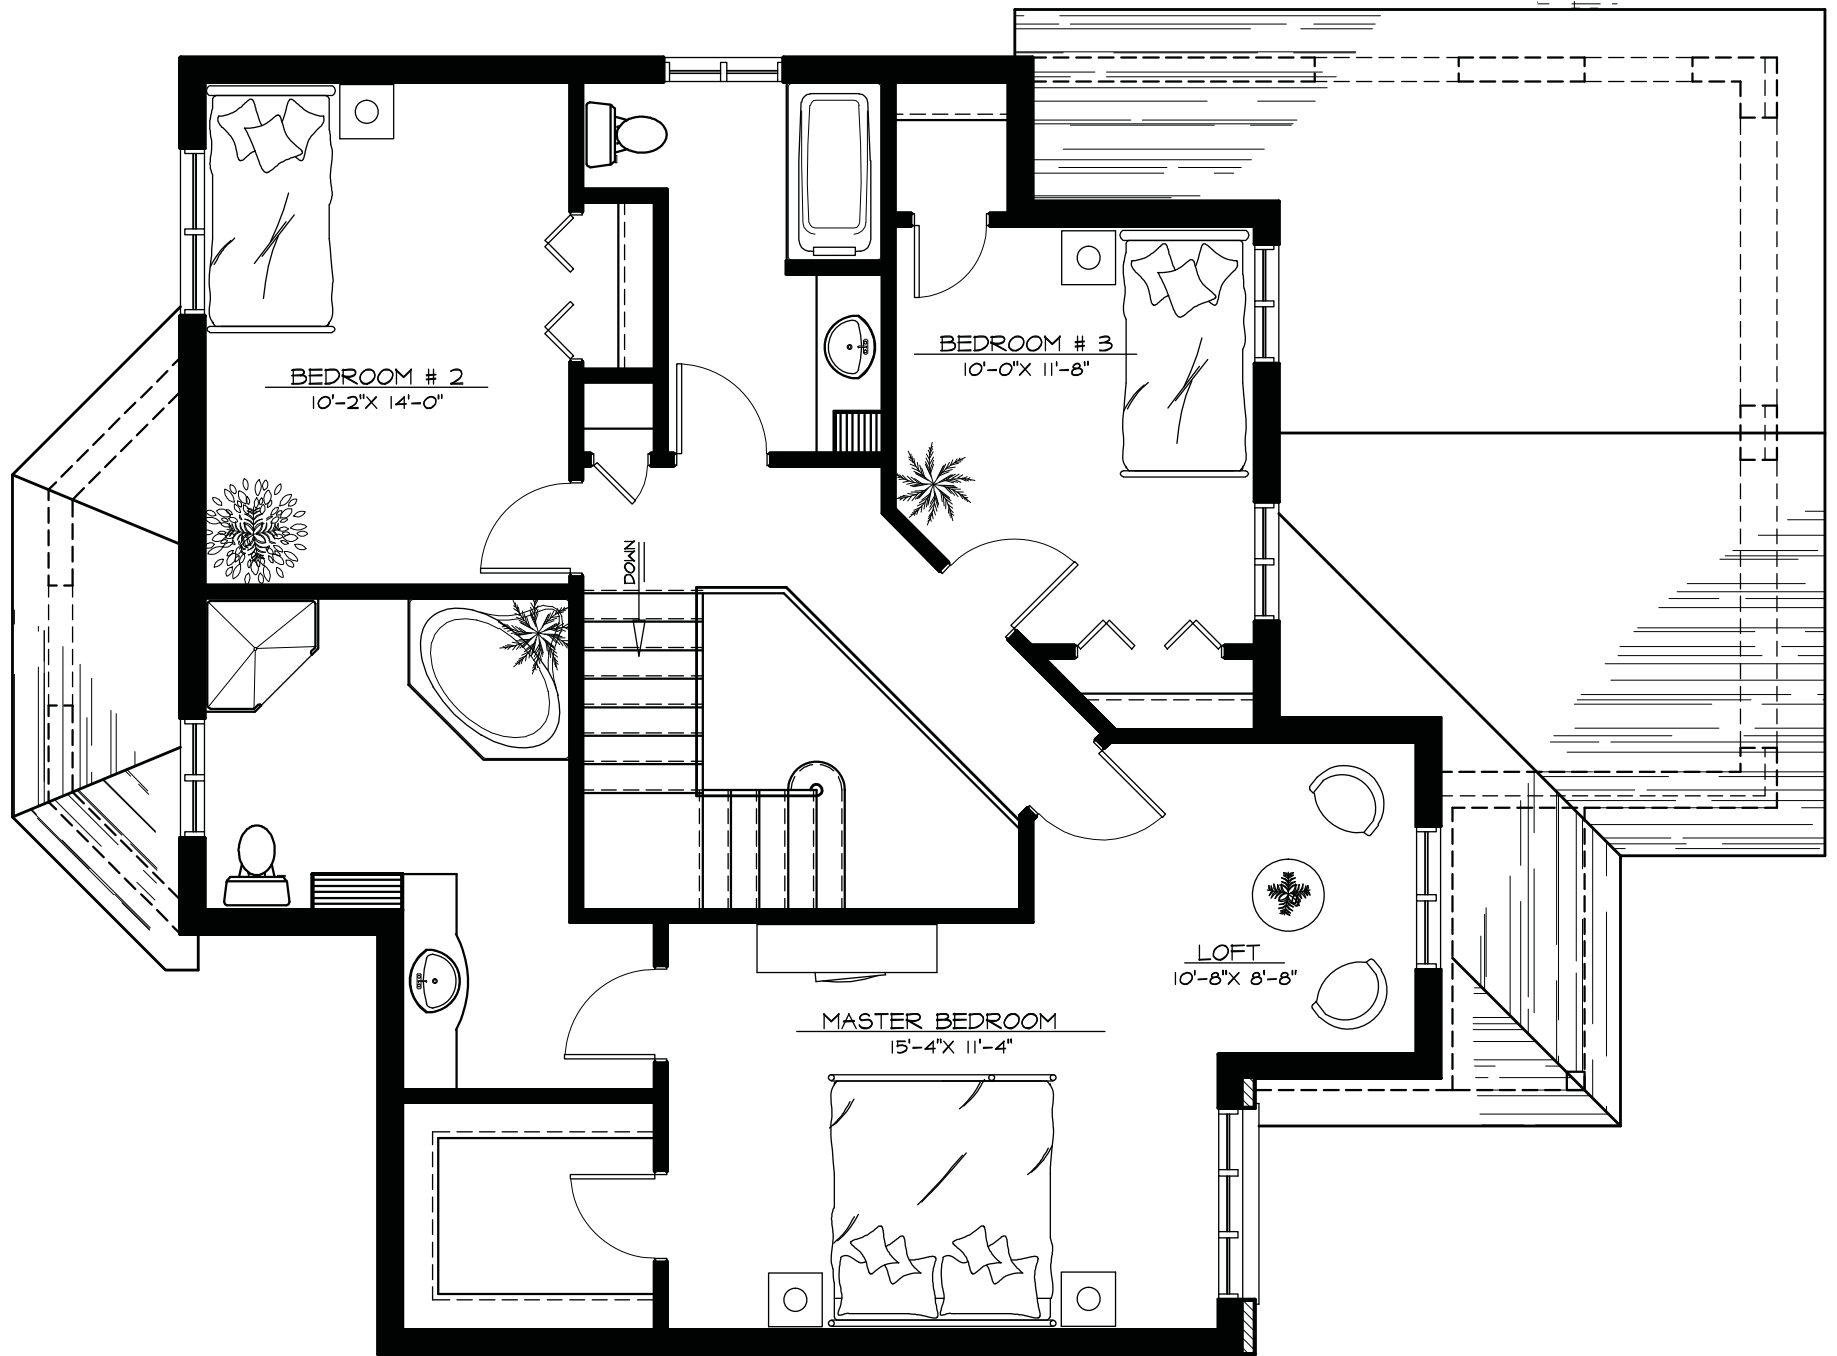 BEDROOM # 3
10'-0"X 11'-8"
BEDROOM # 2
10'-2"X 14'-0"
DOWN
LOFT
10'-8"X 8'-8"
MASTER BEDROOM
15'-4"X 11'-4"